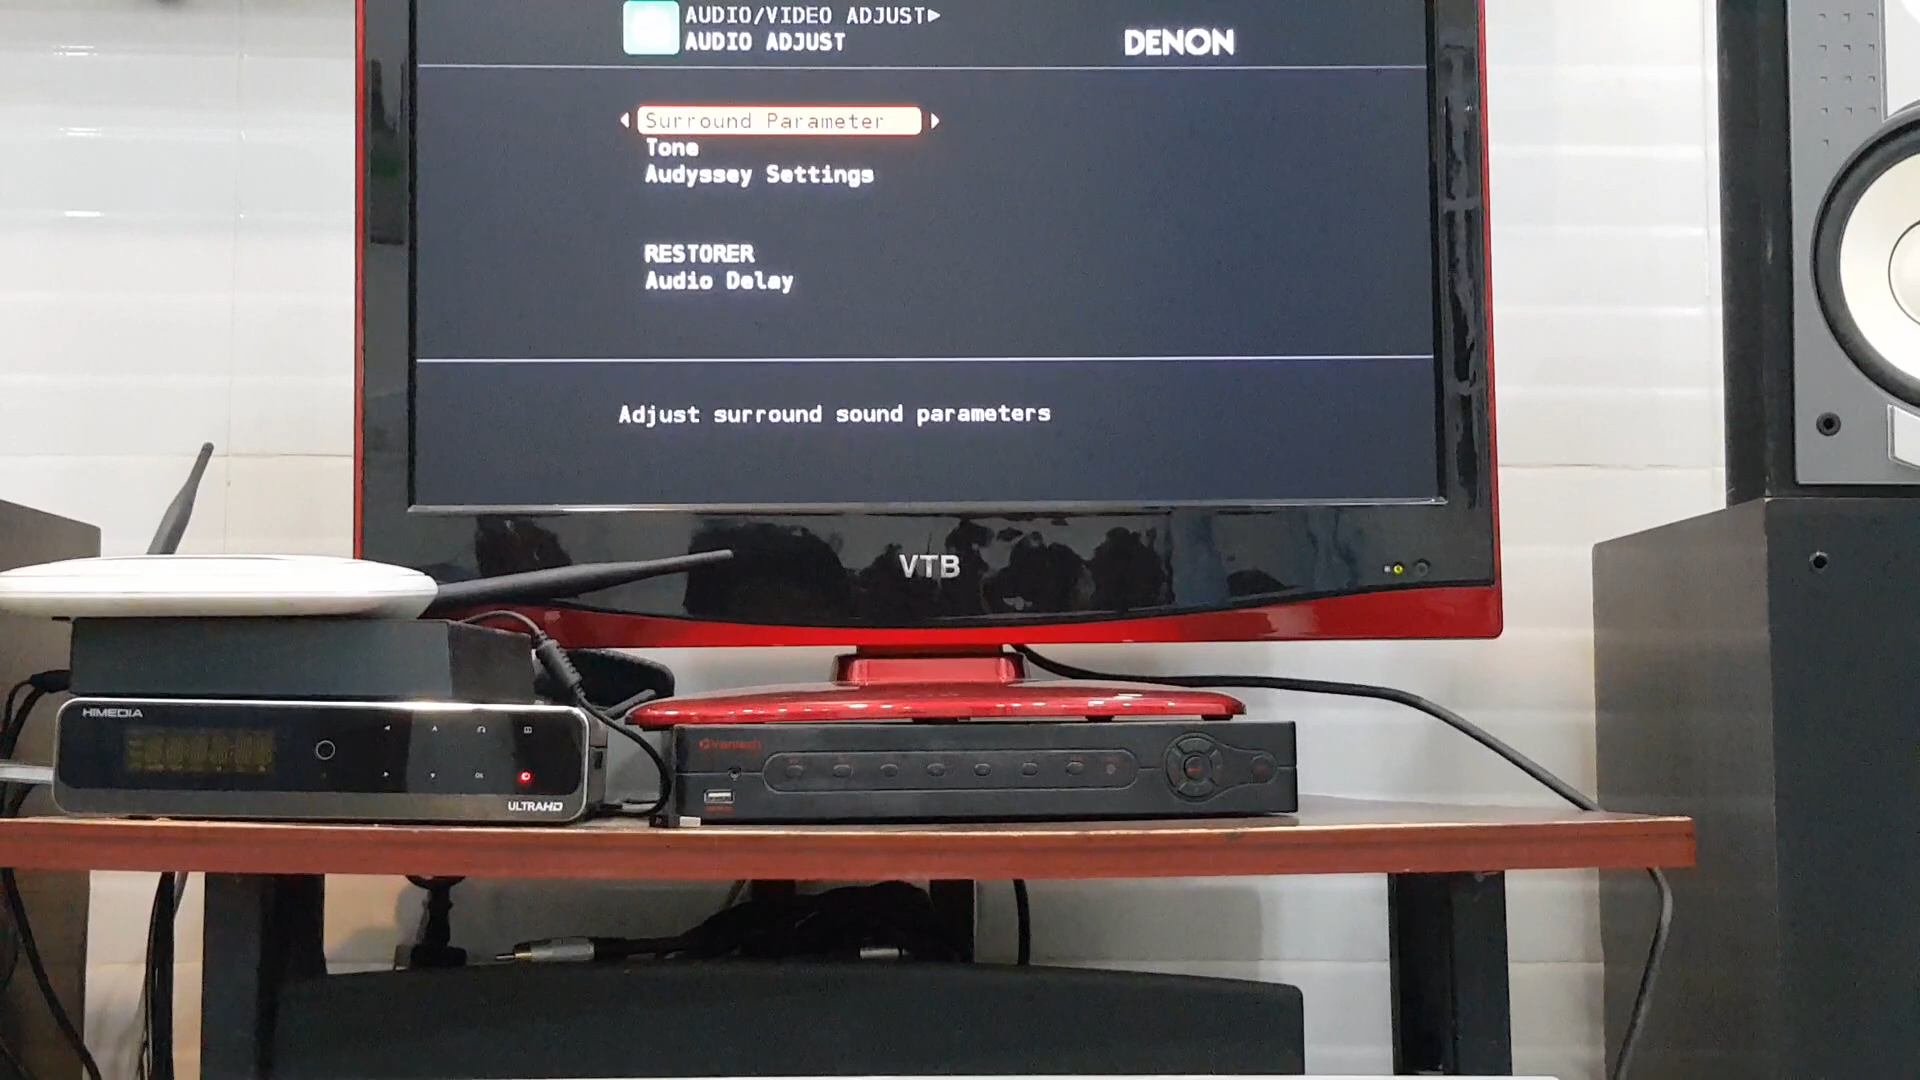 AUDIO/VIDEO ADJUST▶
AUDIO ADJUST
DENON
Surround Parameter
Tone
Audyssey Settings
RESTORER
Audio Delay
Adjust surround sound parameters
VTB
HIMEDIA
ULTRAHD
Vantech